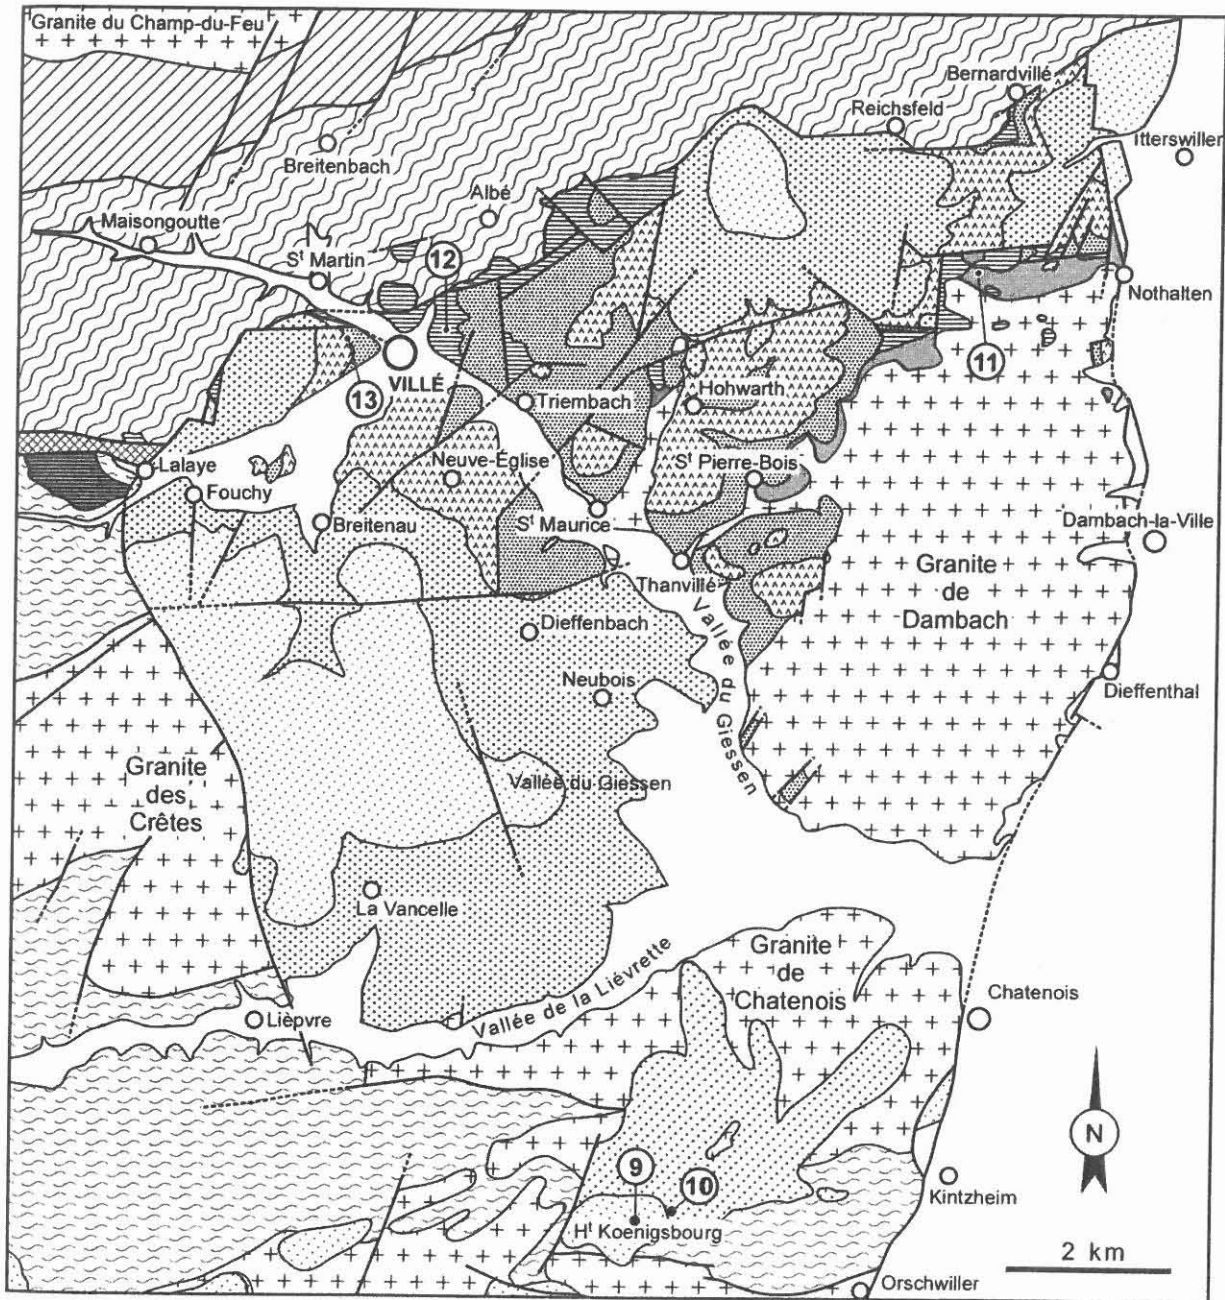 Granite du Champ-du-Feu
Bernardvillé
Reichsfeld
Itterswiller
Breitenbach
Albé
Maisongoutte
St Martin
12
Nothalten
11
VILLÉ
13
Triembach
Hohwarth
Lalaye
Neuve-Église
St Pierre-Bois
Fouchy
Breitenau
St Maurice
Dambach-la-Ville
Thanvillé
Granite
de
Dambach
Dieffenbach
Vallée du Giessen
Neubois
Dieffenthal
Granite
des
Crêtes
Vallée du Giessen
La Vancelle
Granite
de
Chatenois
Vallée de la Lièvrette
Chatenois
Lièpvre
N
9
10
Kintzheim
Ht Koenigsbourg
2 km
Orschwiller